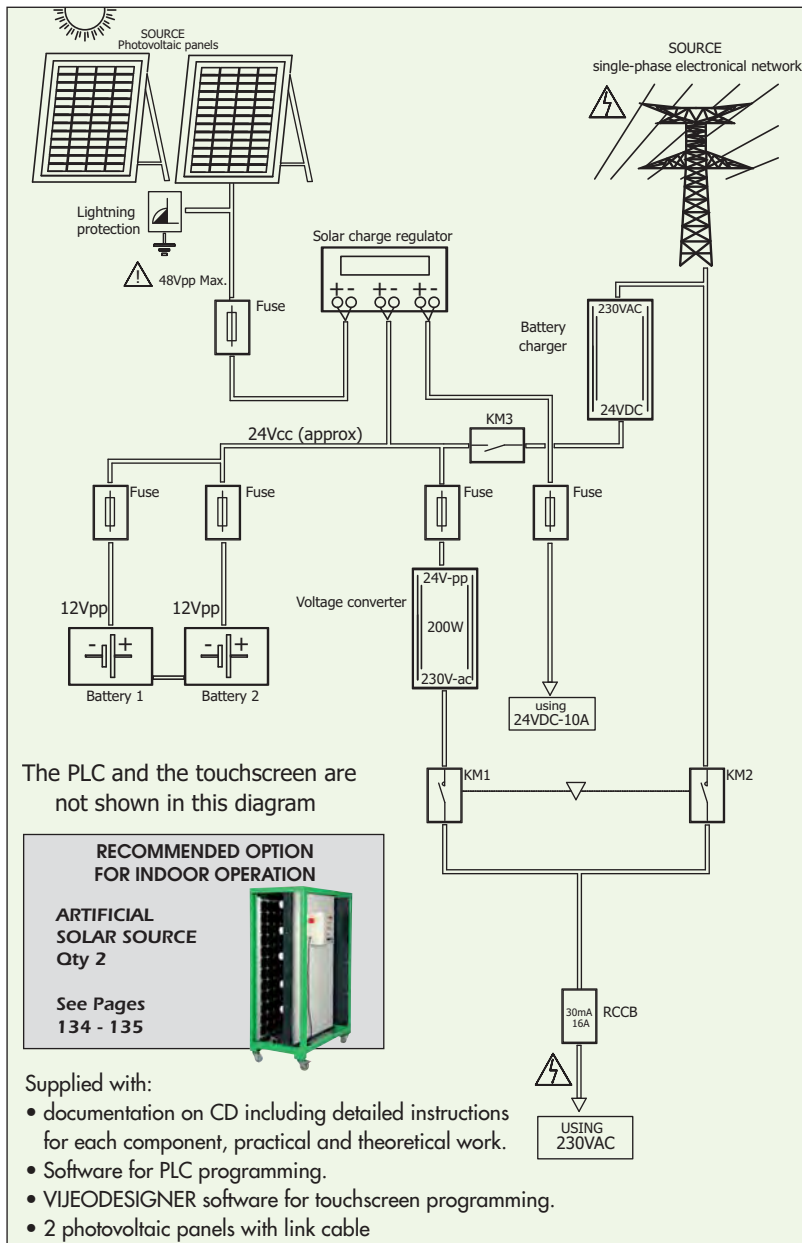 SOURCE
Photovoltaic panels
SOURCE
single-phase electronical network
Lightning
protection
Solar charge regulator
+ - + - + -
48Vpp Max.
Fuse
230VAC
Battery
charger
24VDC
KM3
24Vcc (approx)
Fuse
Fuse
Fuse
Fuse
24V-pp
Voltage converter
200W
230V-ac
12Vpp
12Vpp
- +
- +
Battery 1
Battery 2
using
24VDC-10A
KM1
KM2
The PLC and the touchscreen are
not shown in this diagram
RECOMMENDED OPTION
FOR INDOOR OPERATION
ARTIFICIAL
SOLAR SOURCE
Qty 2
See Pages
134 - 135
30mA
16A
RCCB
USING
230VAC
Supplied with:
• documentation on CD including detailed instructions
for each component, practical and theoretical work.
• Software for PLC programming.
• VIJEODESIGNER software for touchscreen programming.
• 2 photovoltaic panels with link cable